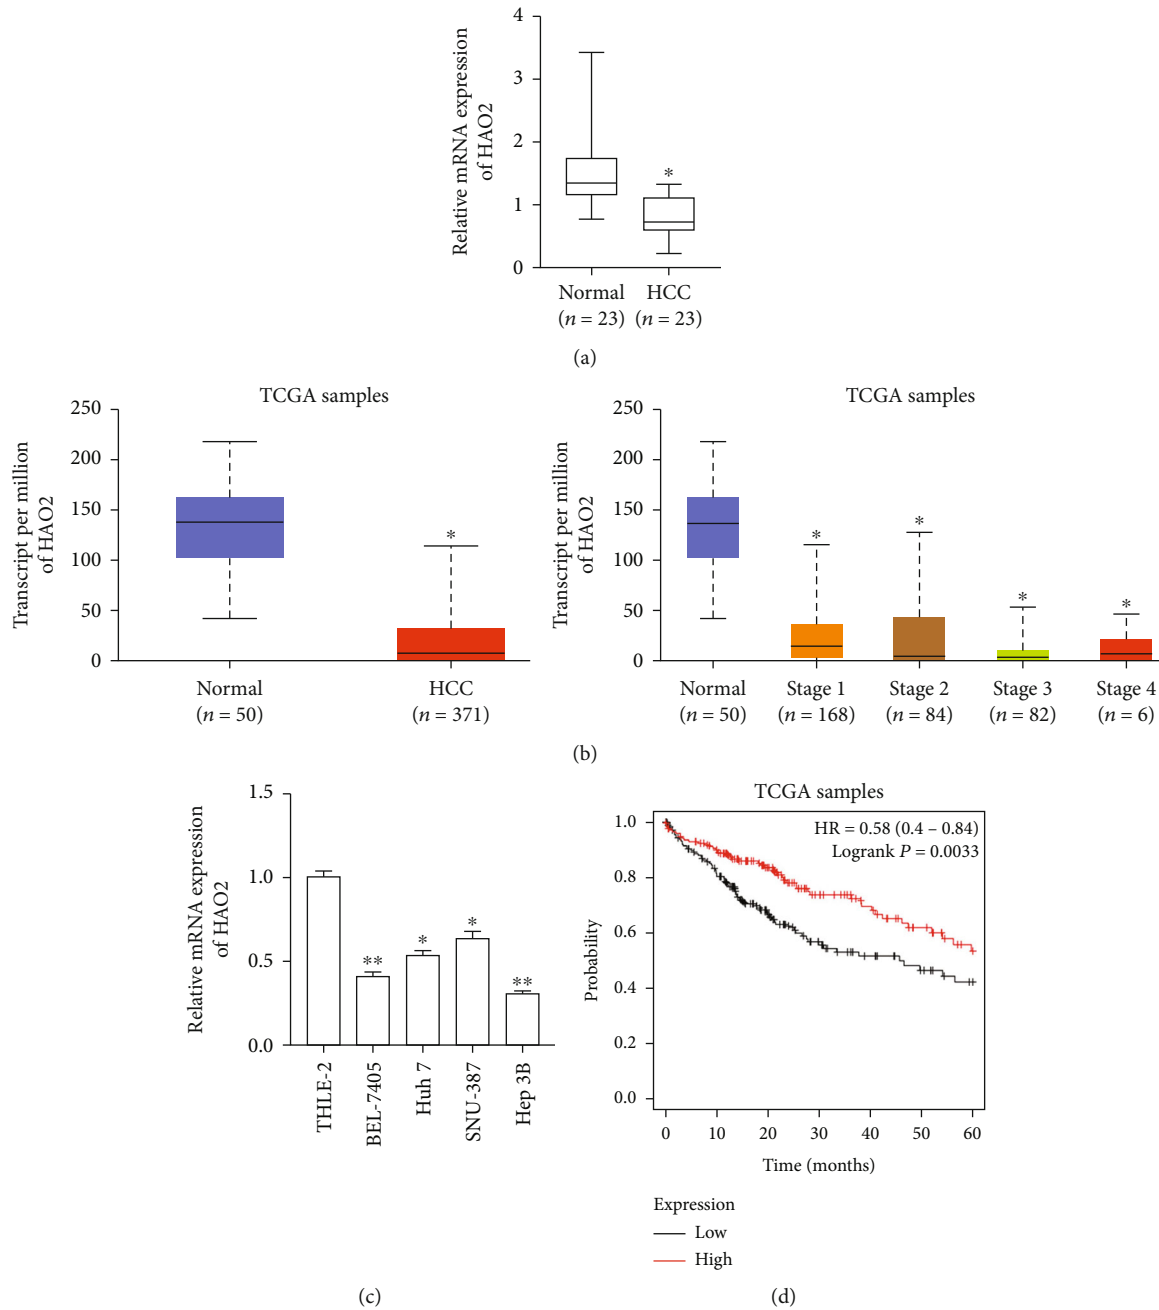 Relative mRNA expression
of HAO2
4
3
2
1
0
Normal
(n = 23)
HCC
(n = 23)
(a)
TCGA samples
Transcript per million
of HAO2
250
200
150
100
50
0
*
Normal
(n = 50)
HCC
(n = 371)
TCGA samples
Transcript per million
of HAO2
250
200
150
100
50
0
*
*
*
*
Normal
(n = 50)
Stage 1
(n = 168)
Stage 2
(n = 84)
Stage 3
(n = 82)
Stage 4
(n = 6)
(b)
Relative mRNA expression
of HAO2
1.5
1.0
0.5
0.0
**
*
*
**
THLE-2
BEL-7405
Huh 7
SNU-387
Hep 3B
(c)
TCGA samples
HR = 0.58 (0.4 – 0.84)
Logrank P = 0.0033
Probability
1.0
0.8
0.6
0.4
0.2
0.0
0 10 20 30 40 50 60
Time (months)
Expression
Low
High
(d)